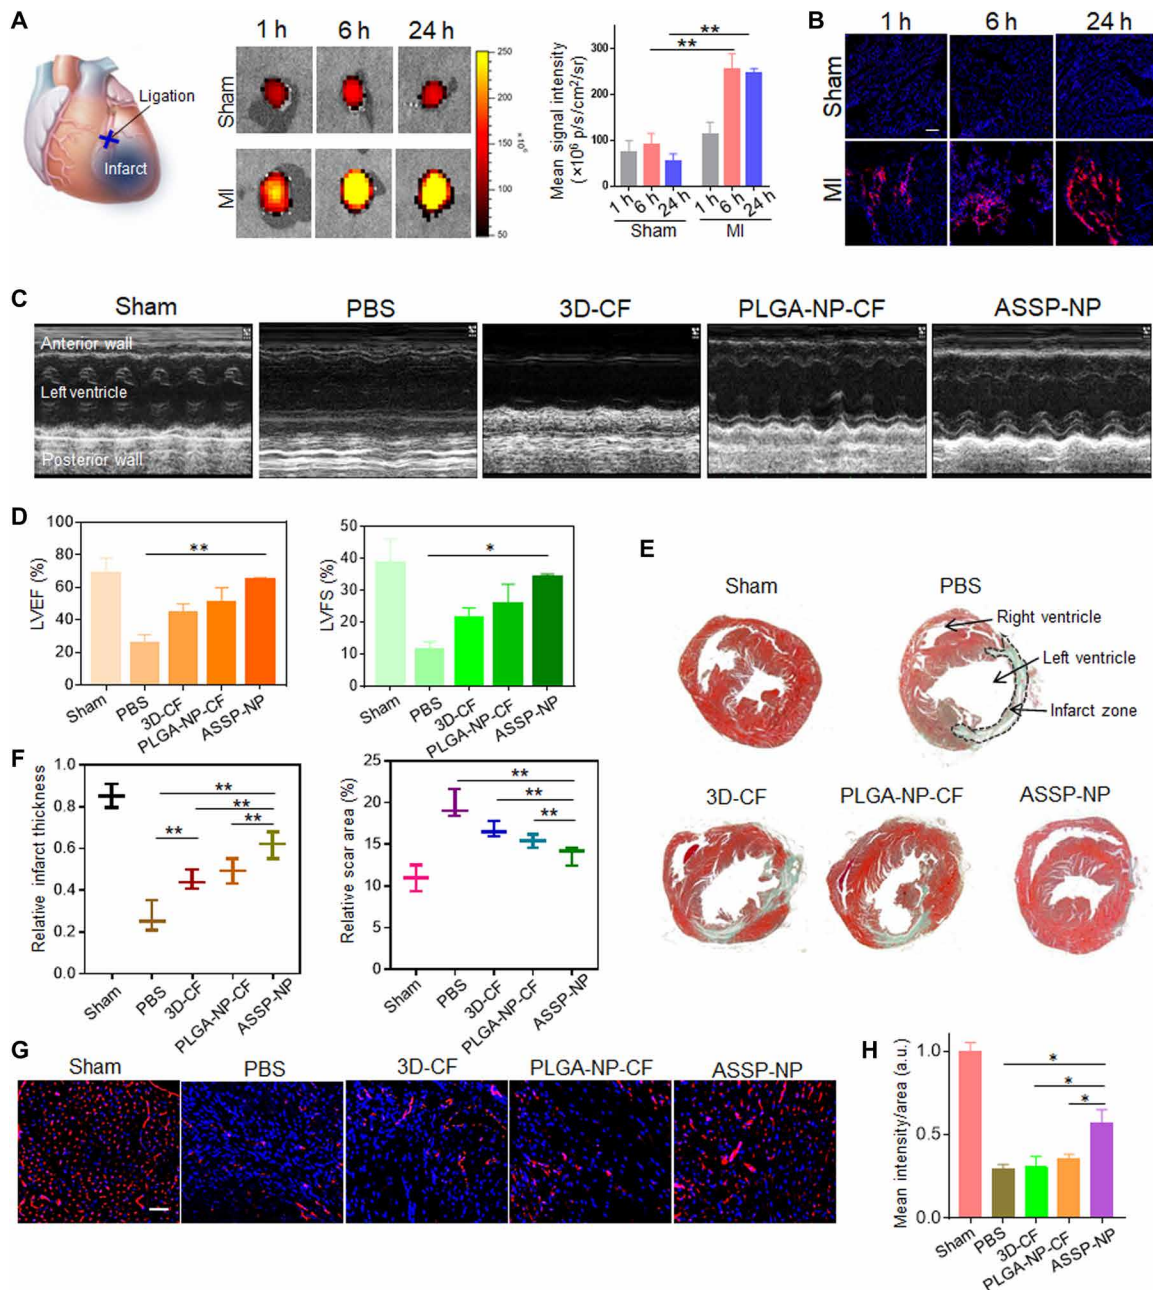 A
1 h 6 h 24 h
Ligation
Infarct
Sham
MI
250
200
150
100
50
Mean signal intensity
(×10⁶ p/s/cm²/sr)
300
200
100
0
**
**
1 h 6 h 24 h 1 h 6 h 24 h
Sham MI
B
1 h 6 h 24 h
Sham
MI
C
Sham PBS 3D-CF PLGA-NP-CF ASSP-NP
Anterior wall
Left ventricle
Posterior wall
D
LVEF (%)
100
80
60
40
20
0
**
Sham PBS 3D-CF PLGA-NP-CF ASSP-NP
LVFS (%)
50
40
30
20
10
0
*
Sham PBS 3D-CF PLGA-NP-CF ASSP-NP
E
Sham PBS
Right ventricle
Left ventricle
Infarct zone
3D-CF PLGA-NP-CF ASSP-NP
F
Relative infarct thickness
1.0
0.8
0.6
0.4
0.2
0.0
**
**
** **
Sham PBS 3D-CF PLGA-NP-CF ASSP-NP
Relative scar area (%)
25
20
15
10
5
0
**
**
**
Sham PBS 3D-CF PLGA-NP-CF ASSP-NP
G
Sham PBS 3D-CF PLGA-NP-CF ASSP-NP
H
Mean intensity/area (a.u.)
1.0
0.5
0.0
*
*
*
Sham PBS 3D-CF PLGA-NP-CF ASSP-NP